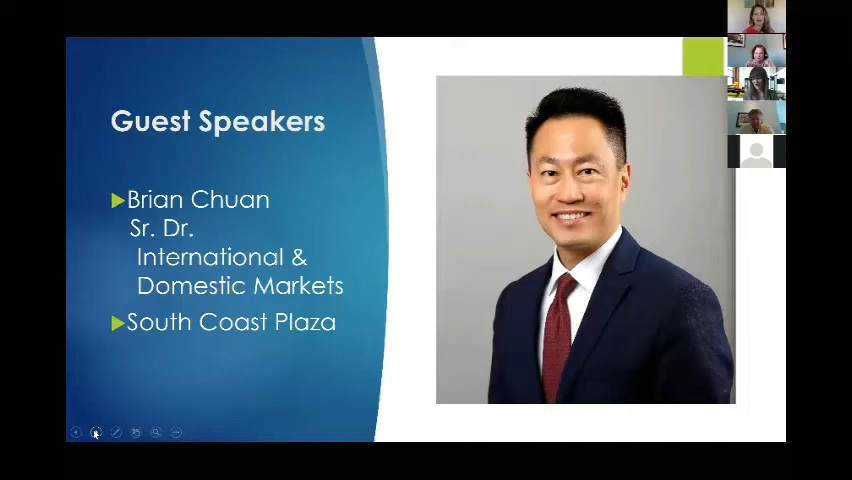 Guest Speakers
Brian Chuan
Sr. Dr.
International &
Domestic Markets
South Coast Plaza